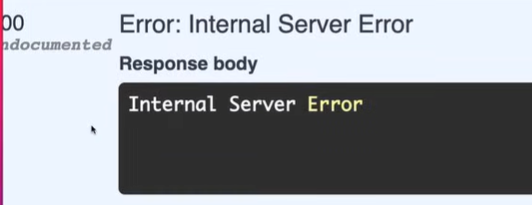 00 Error: Internal Server Error
ndocumented
Response body
Internal Server Error